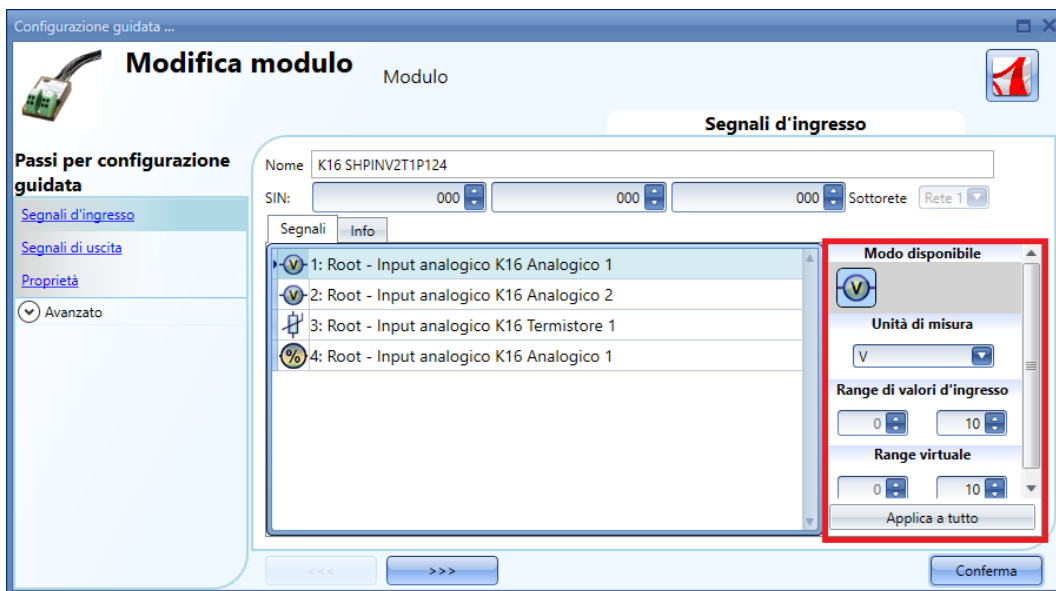 Configurazione guidata ...
Modifica modulo
Modulo
Segnali d'ingresso
Passi per configurazione
guidata
Segnali d'ingresso
Segnali di uscita
Proprietà
Avanzato
Nome K16 SHPINV2T1P124
SIN: 000 000 000 Sottorete Rete 1
Segnali Info
V 1: Root - Input analogico K16 Analogico 1
V 2: Root - Input analogico K16 Analogico 2
3: Root - Input analogico K16 Termistore 1
% 4: Root - Input analogico K16 Analogico 1
Modo disponibile
V
Unità di misura
V
Range di valori d'ingresso
0 10
Range virtuale
0 10
Applica a tutto
<<< >>> Conferma